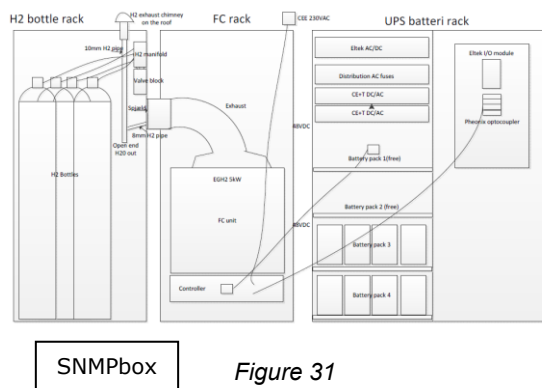 H2 bottle rack
H2 exhaust chimney
on the roof
FC rack
CEE 230VAC
UPS batteri rack
10mm H2 pipe
H2 manifold
Valve block
8mm H2 pipe
Open end
H20 out
H2 Bottles
Exhaust
EGH2 5kW
FC unit
Controller
48VDC
48VDC
Eltek AC/DC
Distribution AC fuses
CE+T DC/AC
CE+T DC/AC
Battery pack 1(free)
Battery pack 2 (free)
Battery pack 3
Battery pack 4
Eltek I/O module
Pheonix optocoupler
SNMPbox
Figure 31